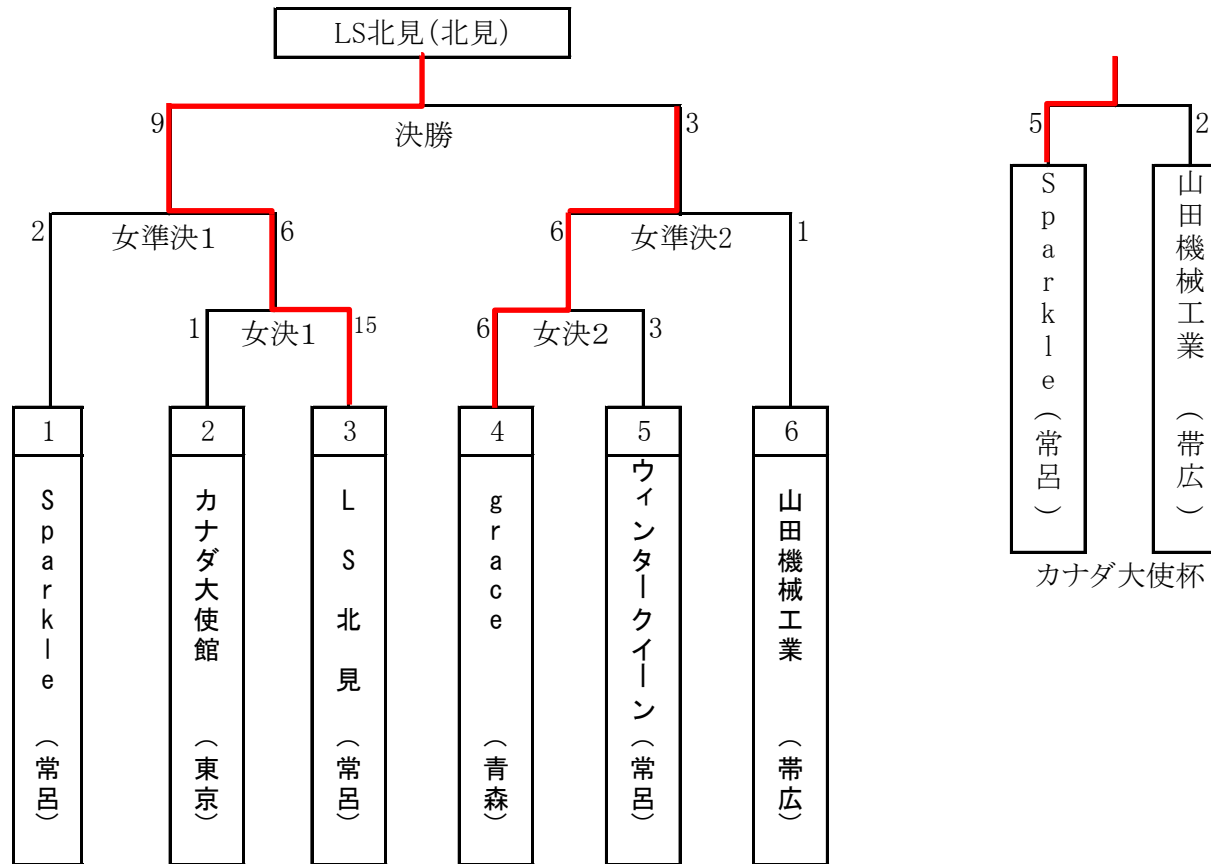 LS北見(北見)
9
決勝
3
5
2
2
女準決1
6
6
女準決2
1
1
女決1
15
6
女決2
3
1
2
3
4
5
6
Sparkle（常呂）
カナダ大使館（東京）
LS北見（常呂）
grace（青森）
ウィンタークイーン（常呂）
山田機械工業（帯広）
Sparkle（常呂）
山田機械工業（帯広）
カナダ大使杯